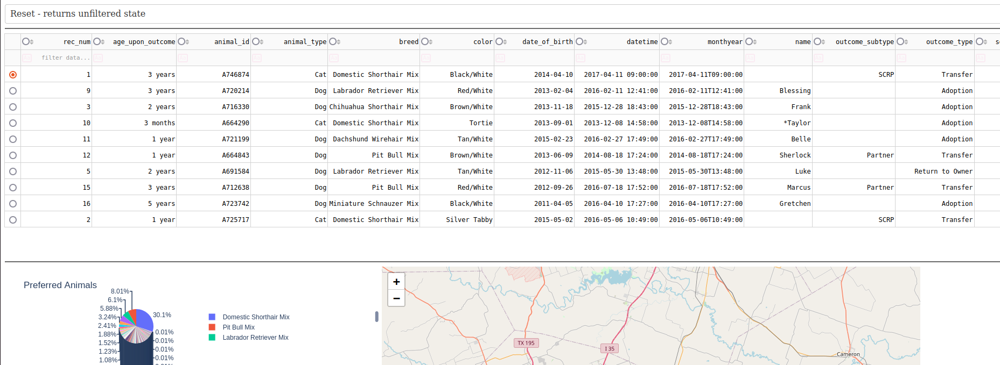 Reset - returns unfiltered state
rec_num age_upon_outcome animal_id animal_type breed color date_of_birth datetime monthyear name outcome_subtype outcome_type
Aa filter data... Aa Aa Aa Aa Aa Aa Aa Aa Aa Aa Aa Aa
1 3 years A746874 Cat Domestic Shorthair Mix Black/White 2014-04-10 2017-04-11 09:00:00 2017-04-11T09:00:00 SCRP Transfer
9 3 years A720214 Dog Labrador Retriever Mix Red/White 2013-02-04 2016-02-11 12:41:00 2016-02-11T12:41:00 Blessing Adoption
3 2 years A716330 Dog Chihuahua Shorthair Mix Brown/White 2013-11-18 2015-12-28 18:43:00 2015-12-28T18:43:00 Frank Adoption
10 3 months A664290 Cat Domestic Shorthair Mix Tortie 2013-09-01 2013-12-08 14:58:00 2013-12-08T14:58:00 *Taylor Adoption
11 1 year A721199 Dog Dachshund Wirehair Mix Tan/White 2015-02-23 2016-02-27 17:49:00 2016-02-27T17:49:00 Belle Adoption
12 1 year A664843 Dog Pit Bull Mix Brown/White 2013-06-09 2014-08-18 17:24:00 2014-08-18T17:24:00 Sherlock Partner Transfer
5 2 years A691584 Dog Labrador Retriever Mix Tan/White 2012-11-06 2015-05-30 13:48:00 2015-05-30T13:48:00 Luke Return to Owner
15 3 years A712638 Dog Pit Bull Mix Red/White 2012-09-26 2016-07-18 17:52:00 2016-07-18T17:52:00 Marcus Partner Transfer
16 5 years A723742 Dog Miniature Schnauzer Mix Black/White 2011-04-05 2016-04-10 17:27:00 2016-04-10T17:27:00 Gretchen Adoption
2 1 year A725717 Cat Domestic Shorthair Mix Silver Tabby 2015-05-02 2016-05-06 10:49:00 2016-05-06T10:49:00 SCRP Transfer
Preferred Animals
8.01%
6.1%
5.88%
3.24%
2.41%
1.88%
1.52%
1.23%
1.08%
30.1%
0.01%
0.01%
0.01%
0.01%
Domestic Shorthair Mix
Pit Bull Mix
Labrador Retriever Mix
+
−
TX 195
I 35
Cameron